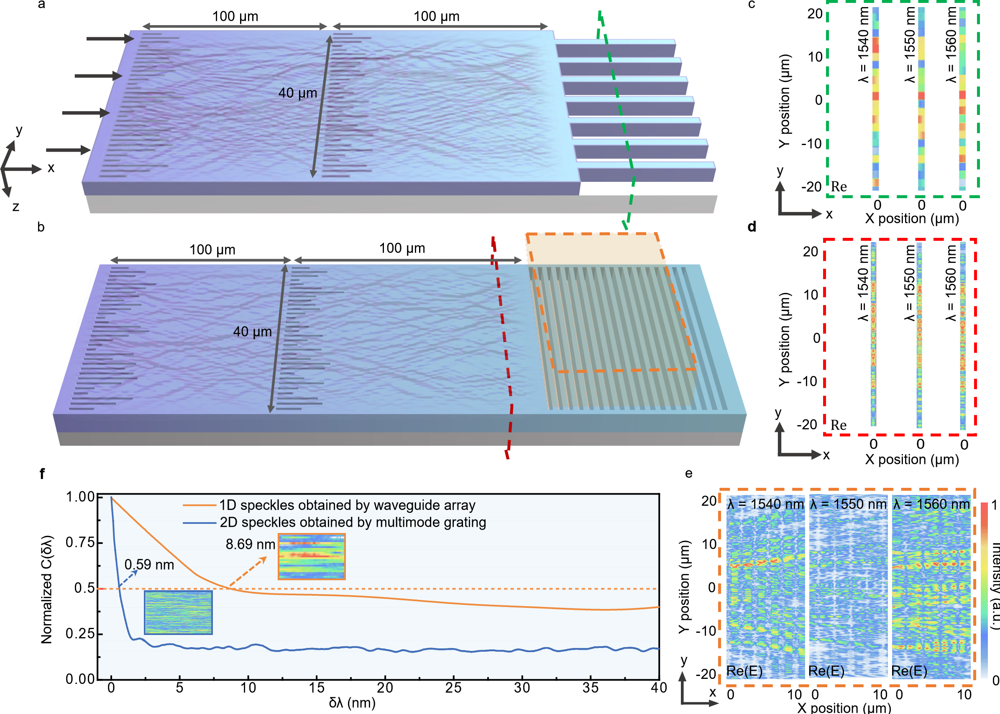 a
100 µm
100 µm
40 µm
y
x
z
c
20
10
0
-10
-20
Y position (µm)
λ = 1540 nm
λ = 1550 nm
λ = 1560 nm
Re
y
x
0
0
0
X position (µm)
b
100 µm
100 µm
40 µm
d
20
10
0
-10
-20
Y position (µm)
λ = 1540 nm
λ = 1550 nm
λ = 1560 nm
Re
y
x
0
0
0
X position (µm)
f
1.00
0.75
0.5
0.25
0.00
Normalized C(δλ)
1D speckles obtained by waveguide array
2D speckles obtained by multimode grating
8.69 nm
0.59 nm
0
5
10
15
20
25
30
35
40
δλ (nm)
e
20
10
0
-10
-20
Y position (µm)
λ = 1540 nm
λ = 1550 nm
λ = 1560 nm
Re(E)
Re(E)
Re(E)
y
x
0
10
0
10
0
10
X position (µm)
1
0
Intensity (a.u.)